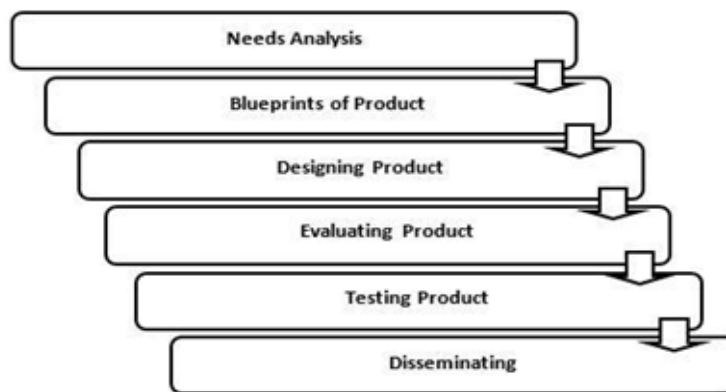 Needs Analysis
Blueprints of Product
Designing Product
Evaluating Product
Testing Product
Disseminating